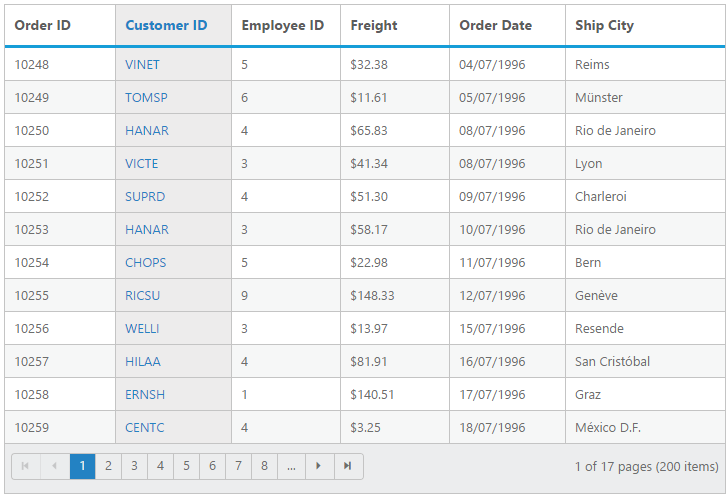 Order ID Customer ID Employee ID Freight Order Date Ship City
10248 VINET 5 $32.38 04/07/1996 Reims
10249 TOMSP 6 $11.61 05/07/1996 Münster
10250 HANAR 4 $65.83 08/07/1996 Rio de Janeiro
10251 VICTE 3 $41.34 08/07/1996 Lyon
10252 SUPRD 4 $51.30 09/07/1996 Charleroi
10253 HANAR 3 $58.17 10/07/1996 Rio de Janeiro
10254 CHOPS 5 $22.98 11/07/1996 Bern
10255 RICSU 9 $148.33 12/07/1996 Genève
10256 WELLI 3 $13.97 15/07/1996 Resende
10257 HILAA 4 $81.91 16/07/1996 San Cristóbal
10258 ERNSH 1 $140.51 17/07/1996 Graz
10259 CENTC 4 $3.25 18/07/1996 México D.F.
1 2 3 4 5 6 7 8 ... 1 of 17 pages (200 items)